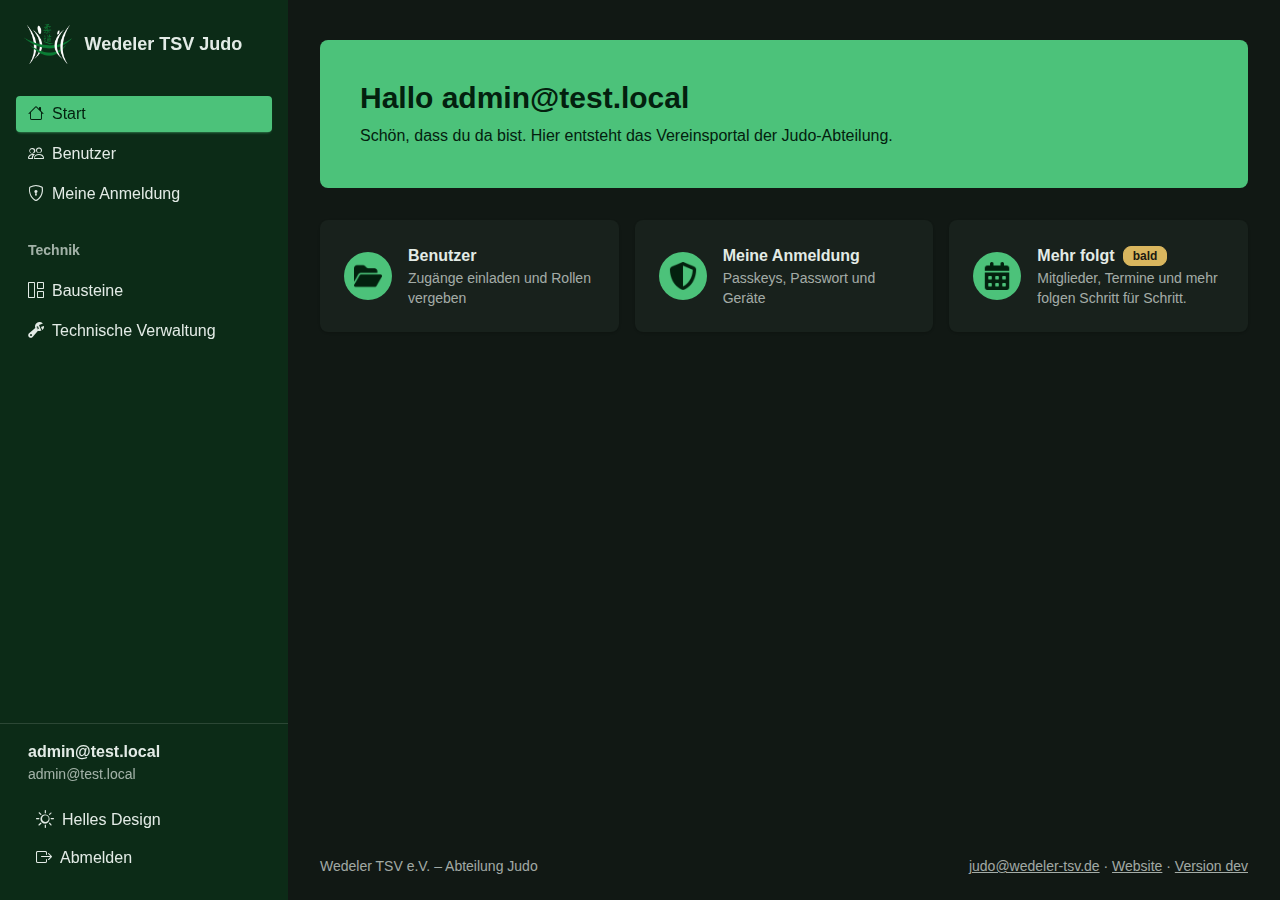 Wedeler TSV Judo
Start
Benutzer
Meine Anmeldung
Technik
Bausteine
Technische Verwaltung
admin@test.local
admin@test.local
Helles Design
Abmelden
Hallo admin@test.local
Schön, dass du da bist. Hier entsteht das Vereinsportal der Judo-Abteilung.
Benutzer
Zugänge einladen und Rollen
vergeben
Meine Anmeldung
Passkeys, Passwort und
Geräte
Mehr folgt bald
Mitglieder, Termine und mehr
folgen Schritt für Schritt.
Wedeler TSV e.V. – Abteilung Judo
judo@wedeler-tsv.de · Website · Version dev